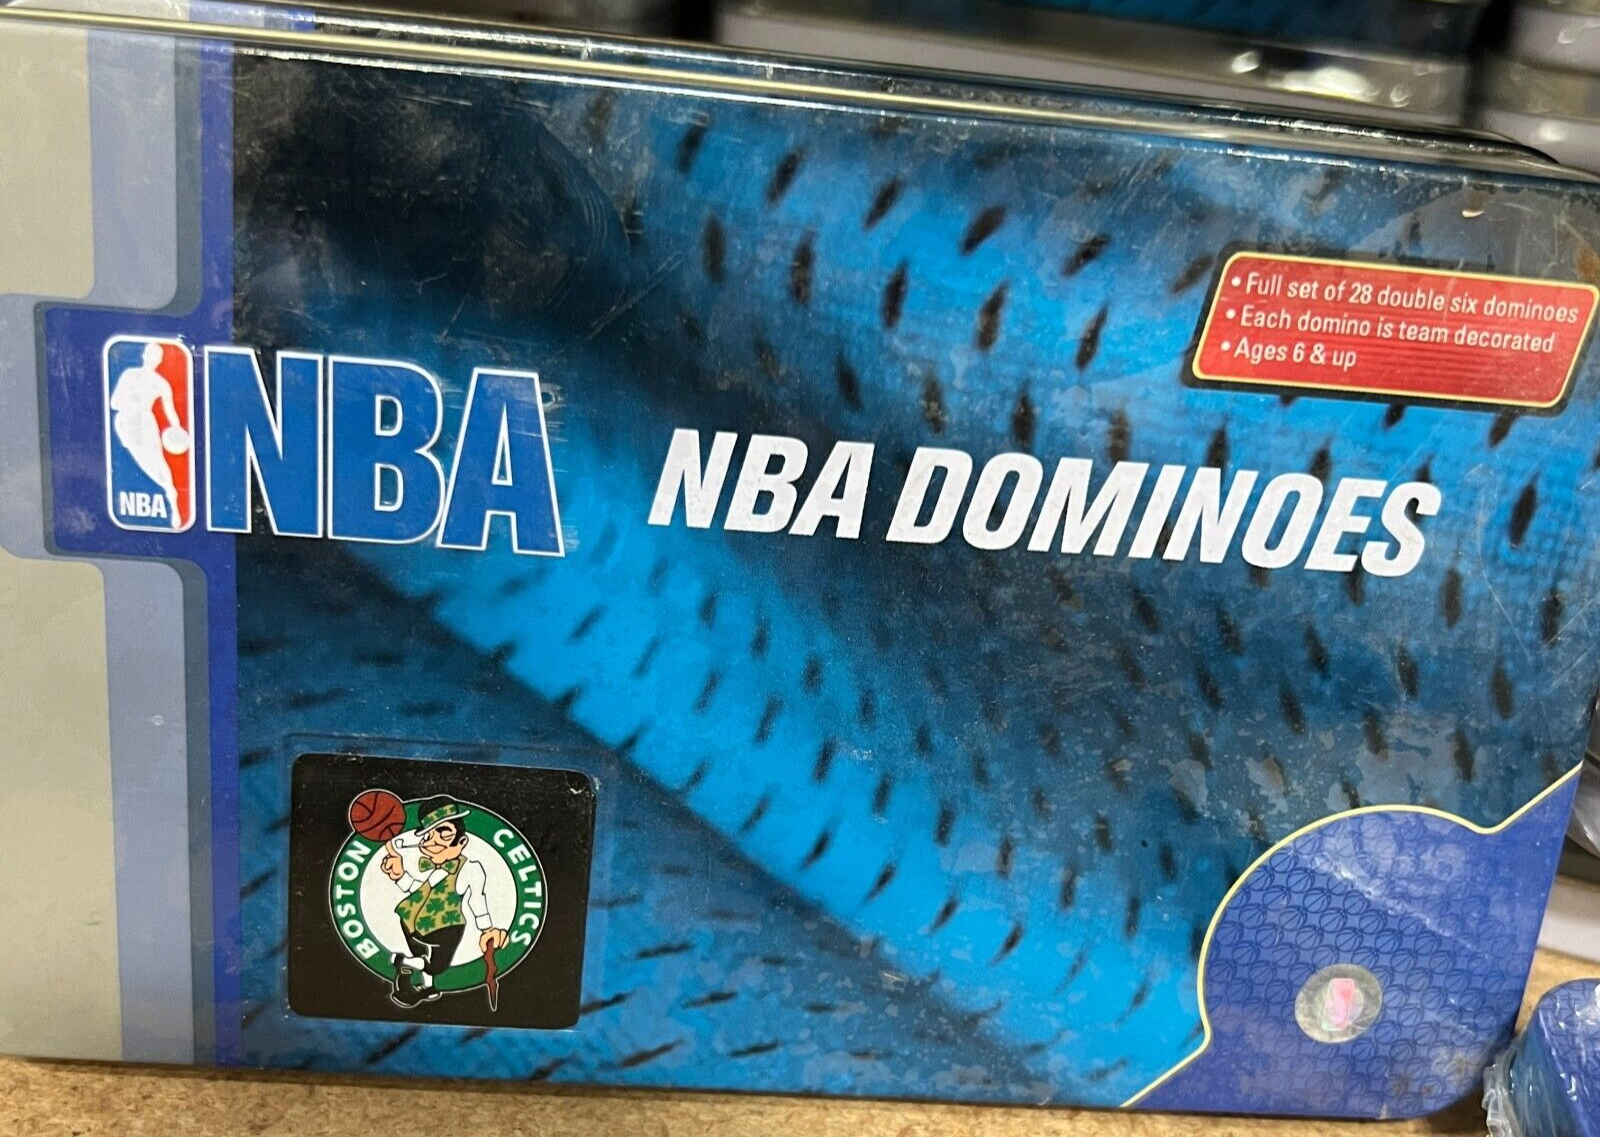 • Full set of 28 double six dominoes
• Each domino is team decorated
• Ages 6 & up
NBA
NBA
NBA DOMINOES
BOSTON CELTICS